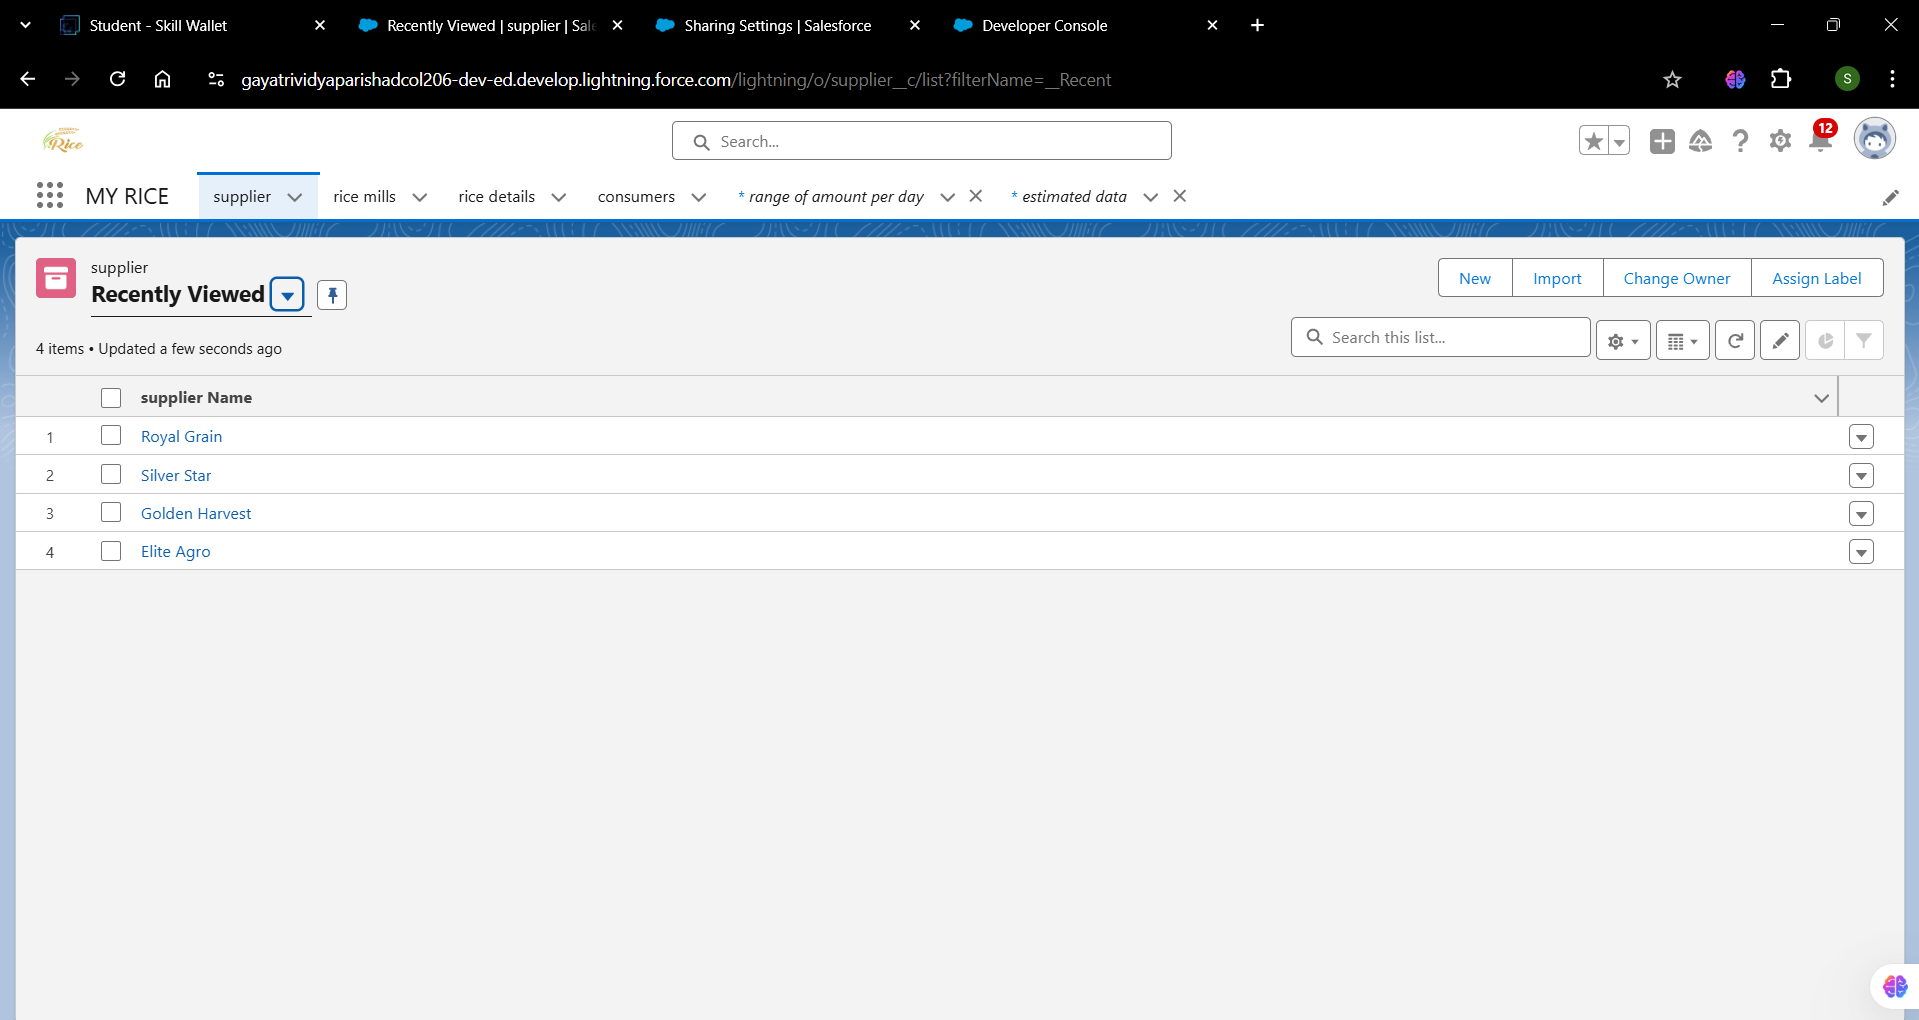 Student - Skill Wallet
Recently Viewed | supplier | Sale
Sharing Settings | Salesforce
Developer Console
gayatrividyaparishadcol206-dev-ed.develop.lightning.force.com/lightning/o/supplier__c/list?filterName=__Recent
S
Rice
Search...
12
MY RICE
supplier
rice mills
rice details
consumers
* range of amount per day
* estimated data
supplier
Recently Viewed
New
Import
Change Owner
Assign Label
4 items • Updated a few seconds ago
Search this list...
supplier Name
1 Royal Grain
2 Silver Star
3 Golden Harvest
4 Elite Agro